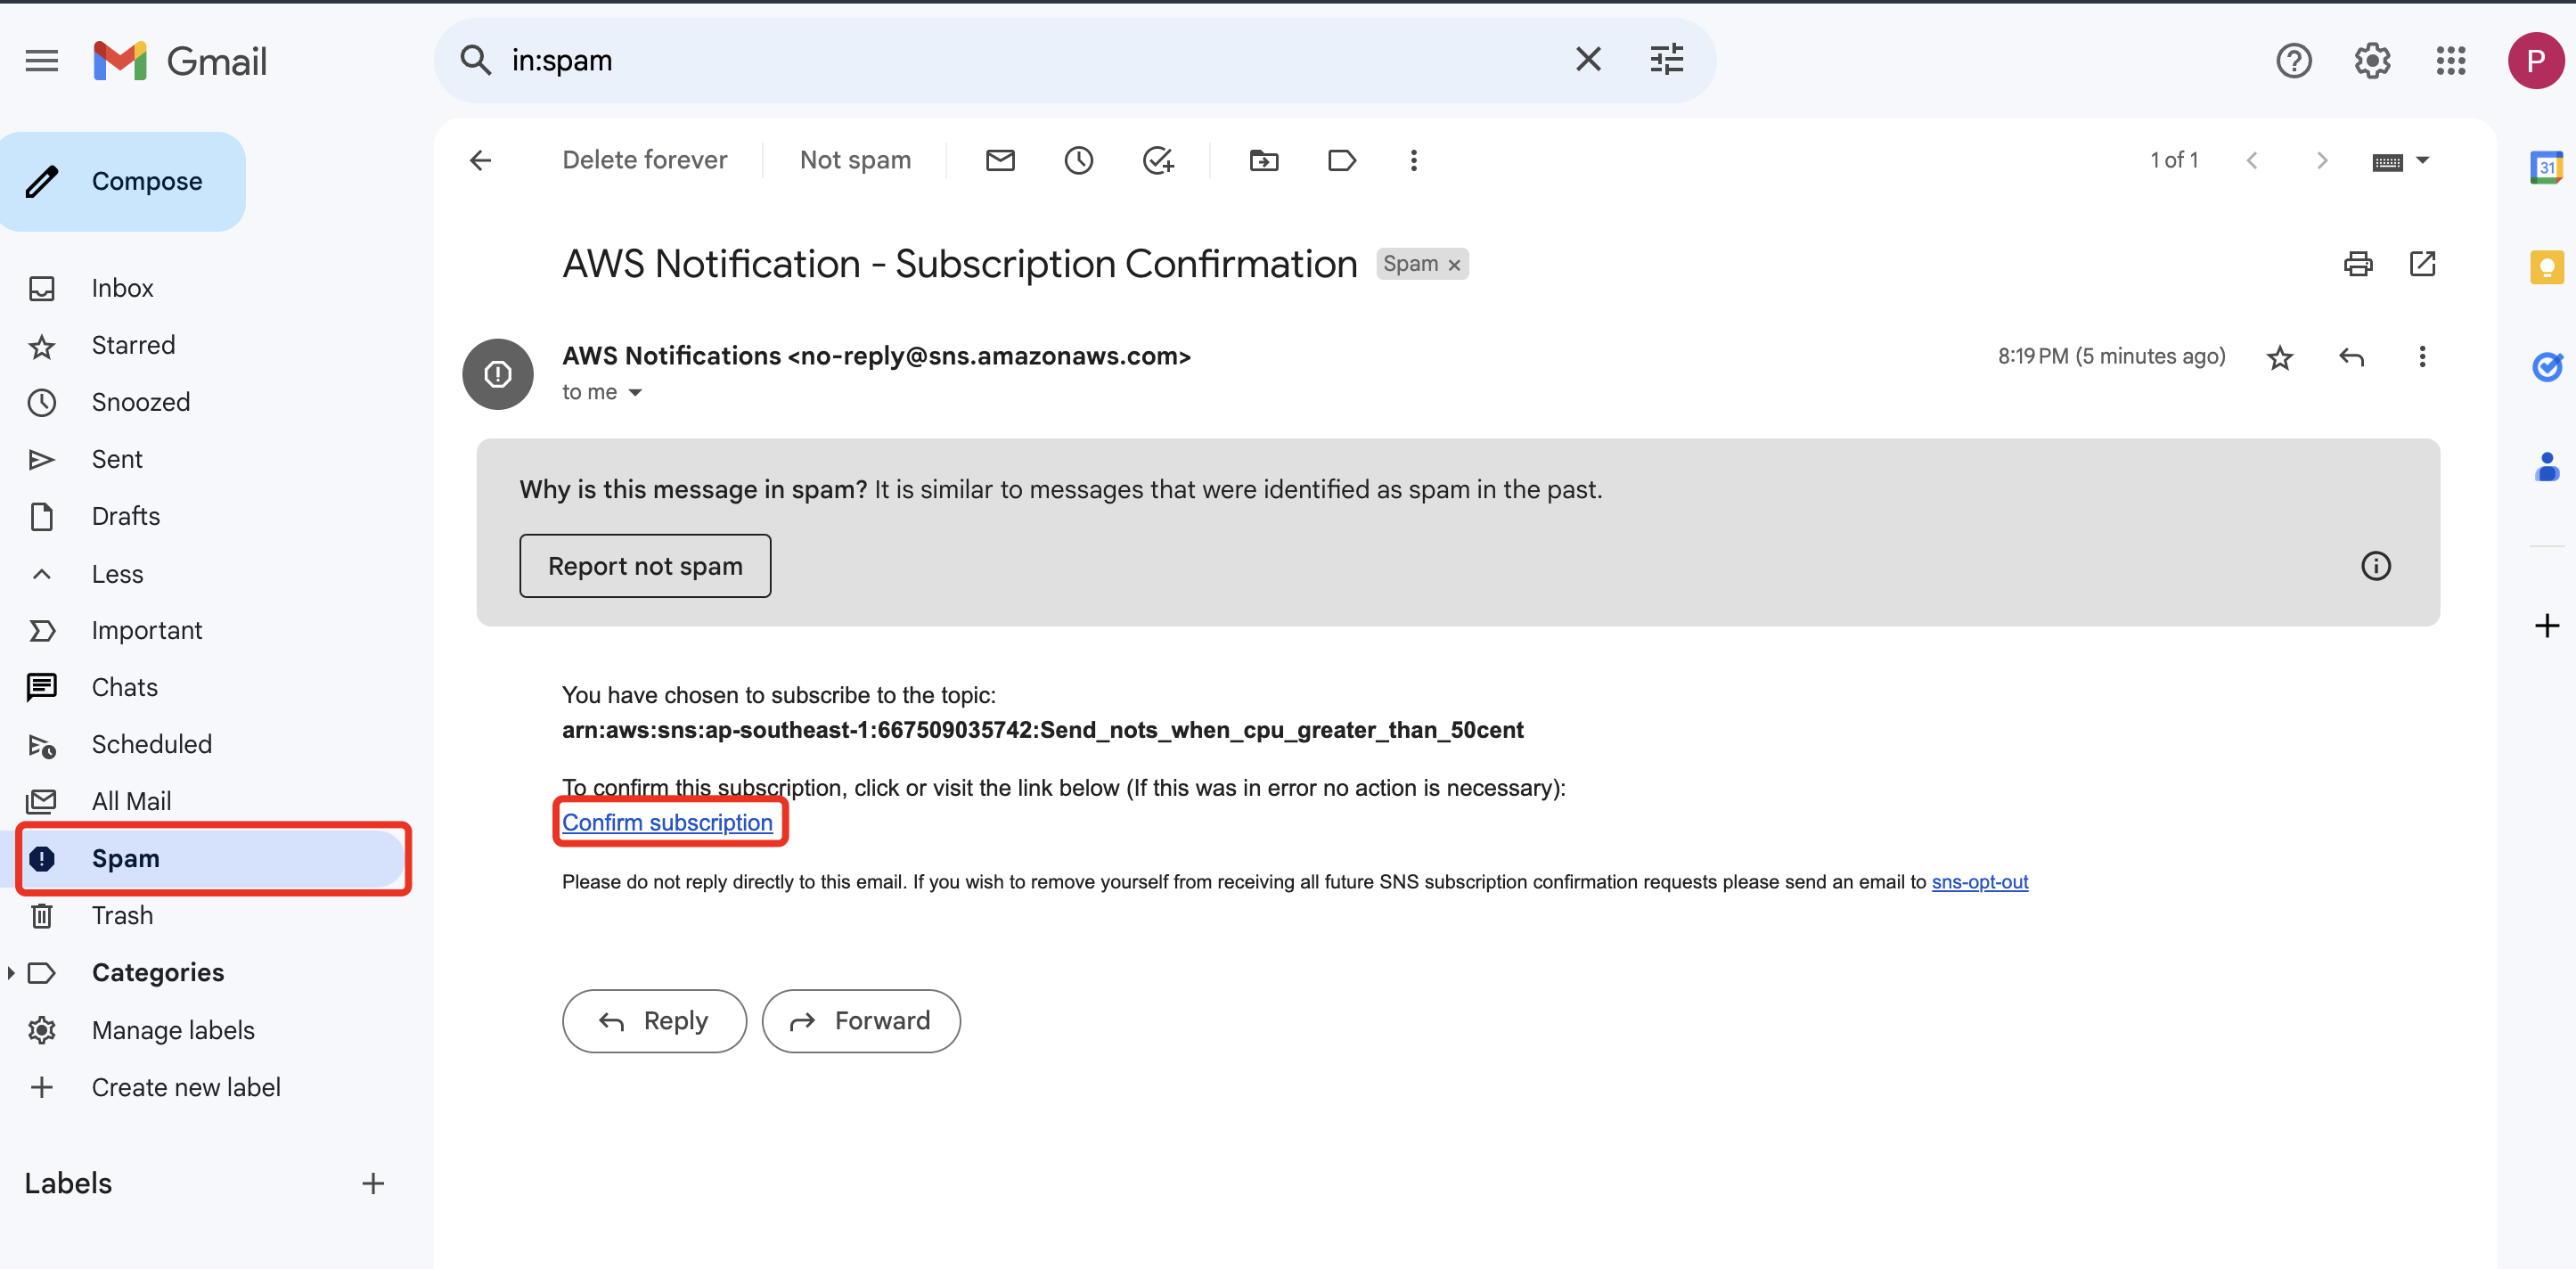 Gmail
in:spam
P
Compose
Delete forever
Not spam
1 of 1
31
AWS Notification - Subscription Confirmation
Spam ×
AWS Notifications <no-reply@sns.amazonaws.com>
8:19 PM (5 minutes ago)
to me
Why is this message in spam? It is similar to messages that were identified as spam in the past.
Report not spam
You have chosen to subscribe to the topic:
arn:aws:sns:ap-southeast-1:667509035742:Send_nots_when_cpu_greater_than_50cent
To confirm this subscription, click or visit the link below (If this was in error no action is necessary):
Confirm subscription
Please do not reply directly to this email. If you wish to remove yourself from receiving all future SNS subscription confirmation requests please send an email to sns-opt-out
Reply
Forward
Inbox
Starred
Snoozed
Sent
Drafts
Less
Important
Chats
Scheduled
All Mail
Spam
Trash
Categories
Manage labels
Create new label
Labels